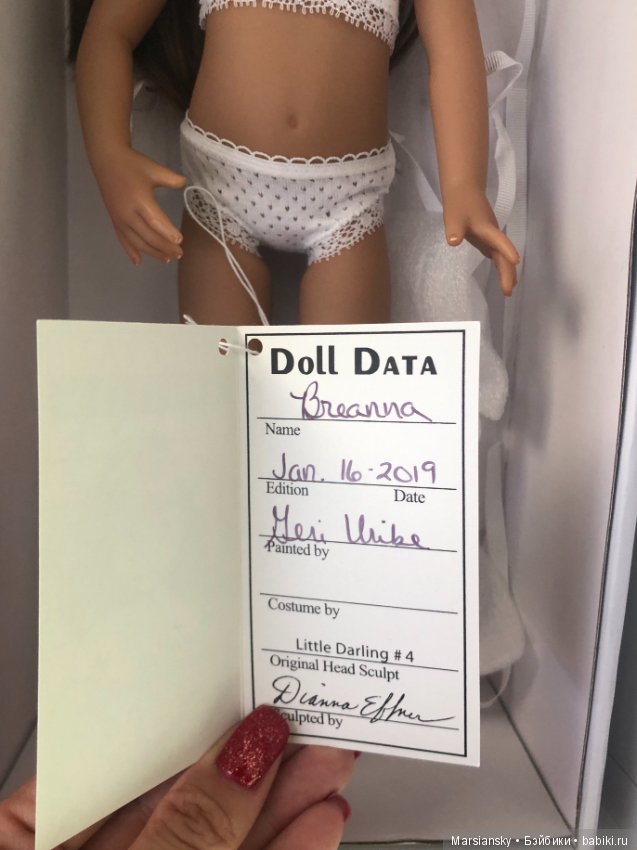 Doll Data
Breanna
Name
Jan. 16-2019
Edition Date
Geri Uribe
Painted by
Costume by
Little Darling # 4
Original Head Sculpt
Dianna Effner
Sculpted by
Marsiansky • Бэйбики • babiki.ru